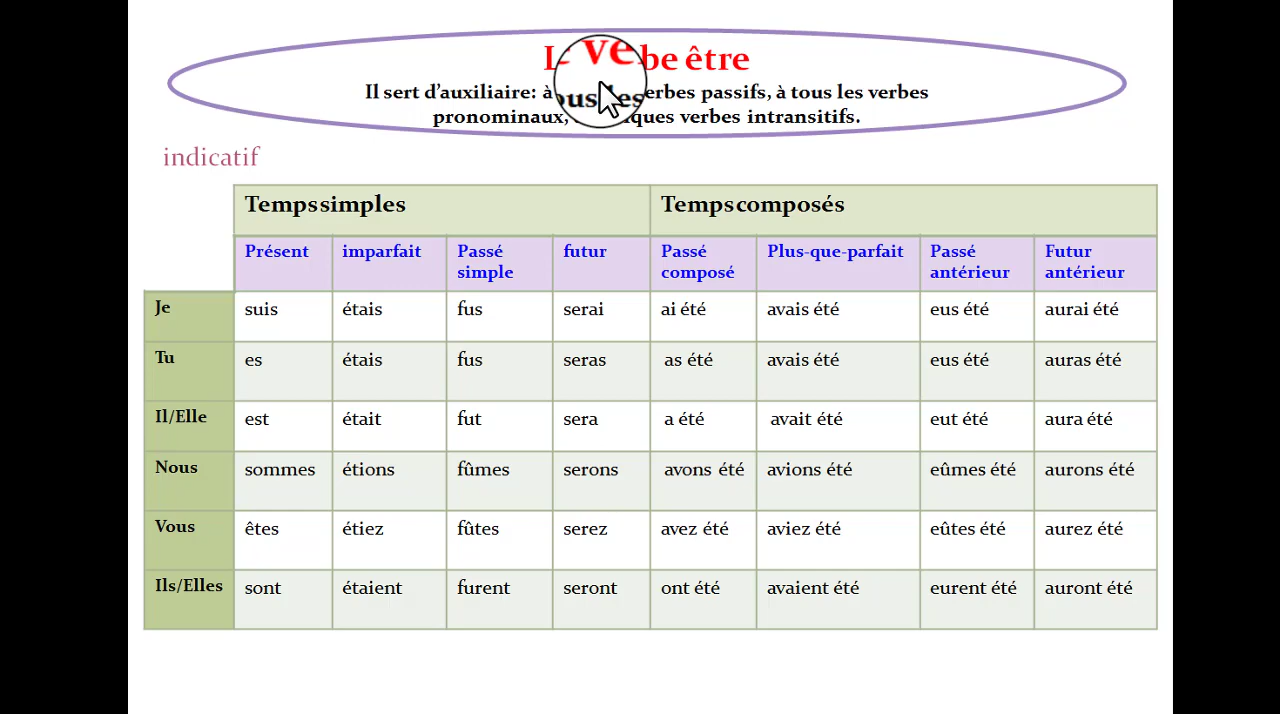 L ve be être
Il sert d'auxiliaire: à ous les erbes passifs, à tous les verbes
pronominaux, ques verbes intransitifs.
indicatif
Temps simples Temps composés
Présent imparfait Passé simple futur Passé composé Plus-que-parfait Passé antérieur Futur antérieur
Je suis étais fus serai ai été avais été eus été aurai été
Tu es étais fus seras as été avais été eus été auras été
Il/Elle est était fut sera a été avait été eut été aura été
Nous sommes étions fûmes serons avons été avions été eûmes été aurons été
Vous êtes étiez fûtes serez avez été aviez été eûtes été aurez été
Ils/Elles sont étaient furent seront ont été avaient été eurent été auront été